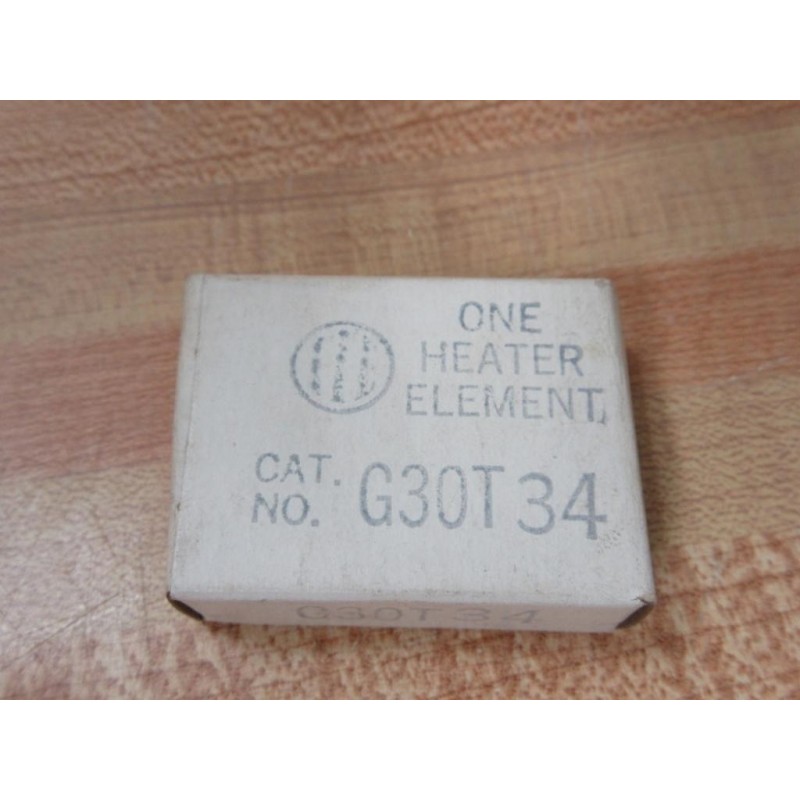 ONE
HEATER
ELEMENT
CAT.
NO. G30T34
G30T34